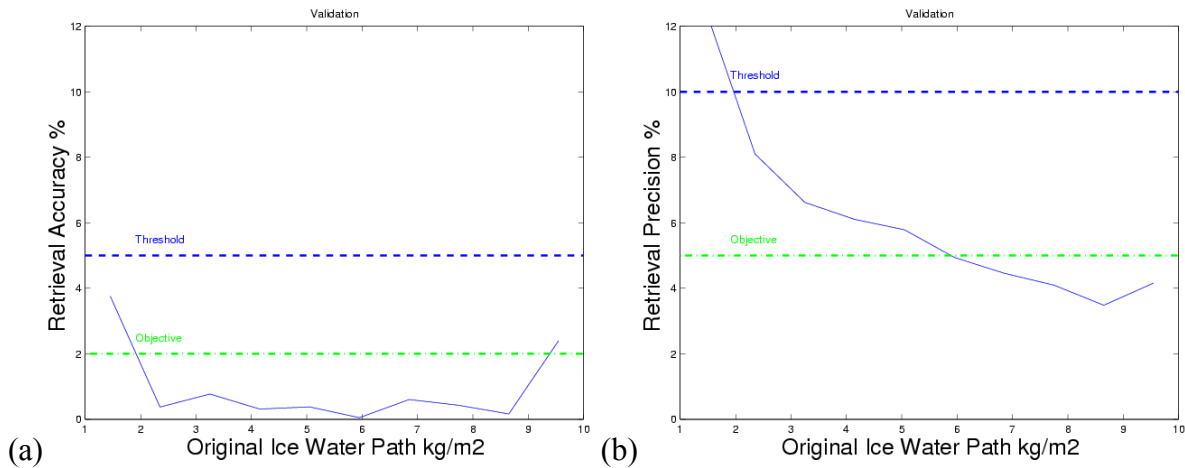 Validation
12
10
8
6
4
2
0
Retrieval Accuracy %
Threshold
Objective
1 2 3 4 5 6 7 8 9 10
Original Ice Water Path kg/m2
(a)
Validation
12
10
8
6
4
2
0
Retrieval Precision %
Threshold
Objective
1 2 3 4 5 6 7 8 9 10
Original Ice Water Path kg/m2
(b)